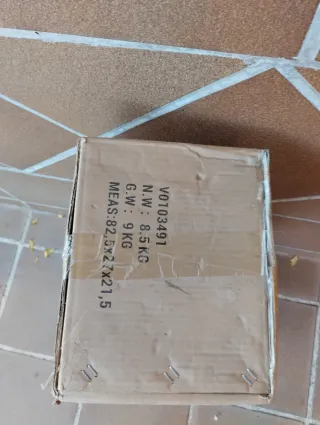 V0103491
N.W: 8.5KG
G.W: 9KG
MEAS:82,5x27x21,5